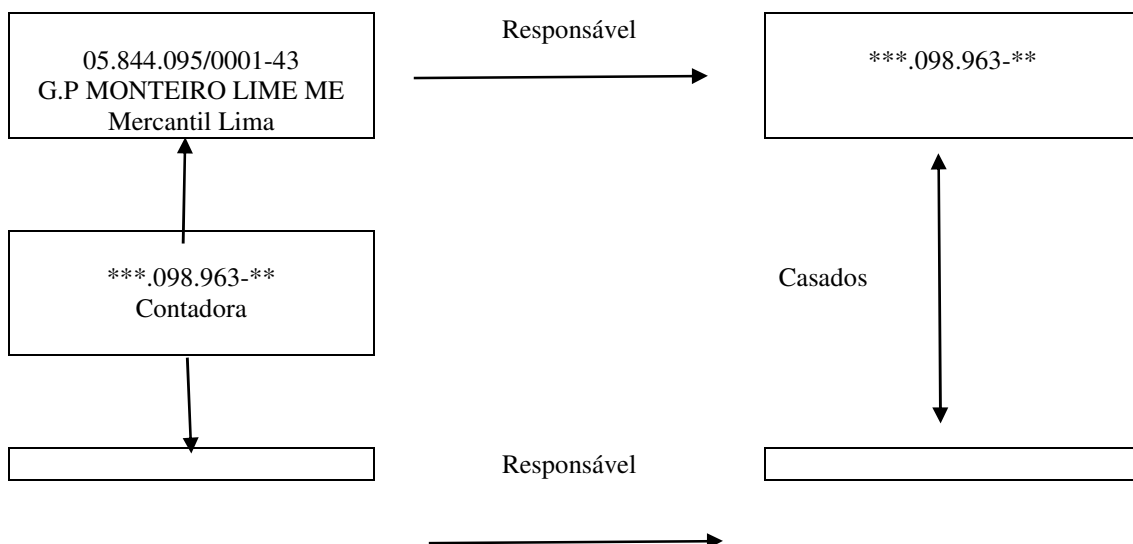 Responsável
05.844.095/0001-43
G.P MONTEIRO LIME ME
Mercantil Lima
***.098.963-**
***.098.963-**
Contadora
Casados
Responsável